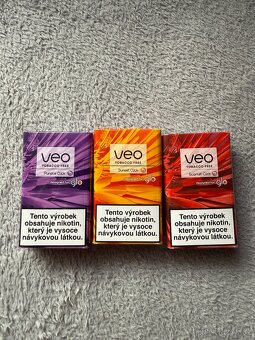 veo
TOBACCO FREE
Purple Click
glo
Tento výrobek
obsahuje nikotin,
který je vysoce
návykovou látkou.
veo
TOBACCO FREE
Sunset Click
glo
Tento výrobek
obsahuje nikotin,
který je vysoce
návykovou látkou.
veo
TOBACCO FREE
Scarlet Click
glo
Tento výrobek
obsahuje nikotin,
který je vysoce
návykovou látkou.